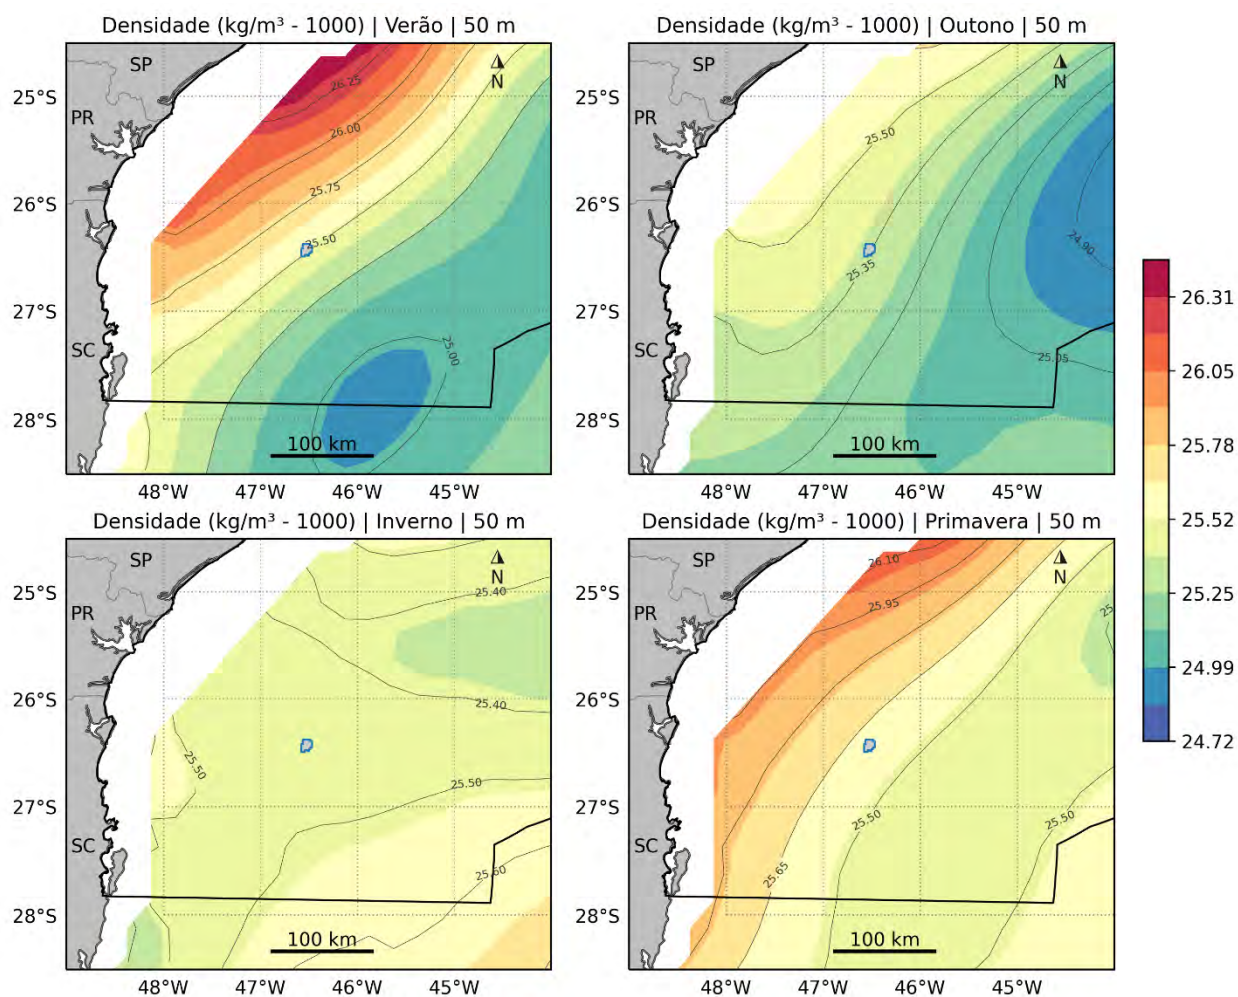 Densidade (kg/m³ - 1000) | Verão | 50 m
SP
PR
SC
N
26.25
26.00
25.75
25.50
25.00
100 km
25°S
26°S
27°S
28°S
48°W
47°W
46°W
45°W
Densidade (kg/m³ - 1000) | Outono | 50 m
SP
PR
SC
N
25.50
25.35
24.90
25.05
100 km
25°S
26°S
27°S
28°S
48°W
47°W
46°W
45°W
Densidade (kg/m³ - 1000) | Inverno | 50 m
SP
PR
SC
N
25.40
25.40
25.50
25.50
25.60
100 km
25°S
26°S
27°S
28°S
48°W
47°W
46°W
45°W
Densidade (kg/m³ - 1000) | Primavera | 50 m
SP
PR
SC
N
26.10
25.95
25.65
25.50
25.50
100 km
25°S
26°S
27°S
28°S
48°W
47°W
46°W
45°W
26.31
26.05
25.78
25.52
25.25
24.99
24.72